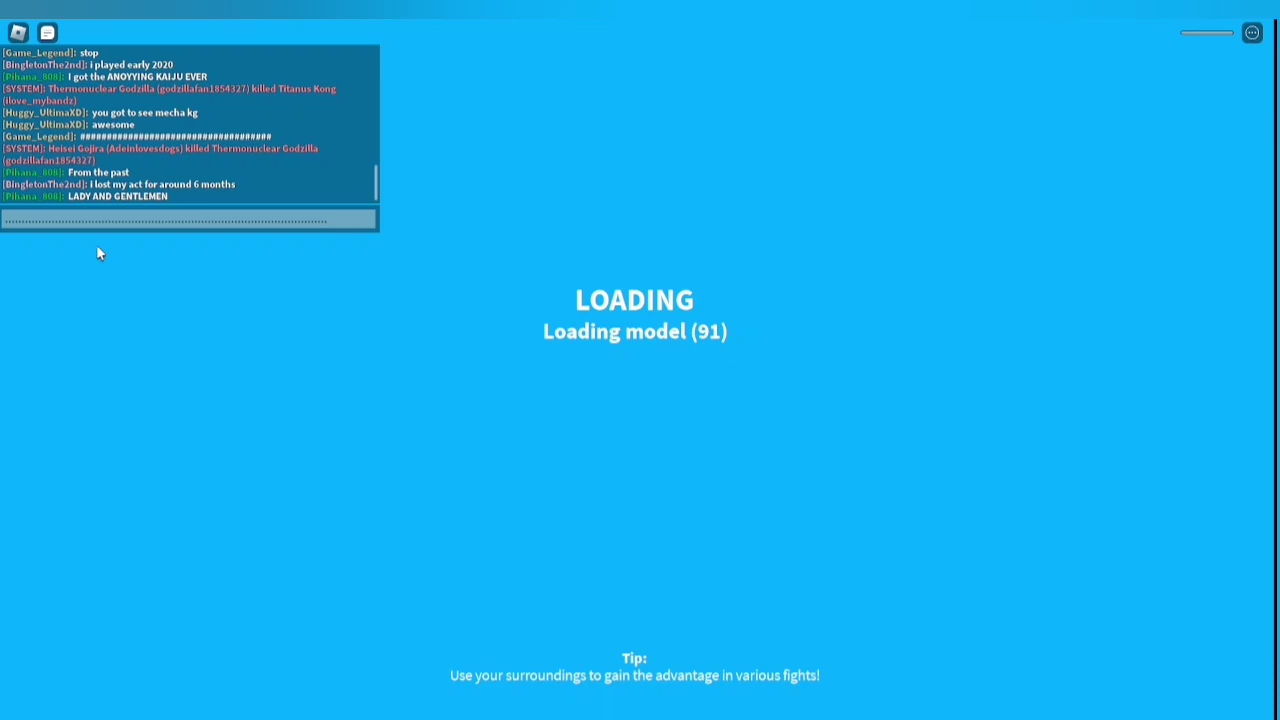 [Game_Legend]: stop
[BingletonThe2nd]: i played early 2020
[Pihana_808]: I got the ANOYYING KAIJU EVER
[SYSTEM]: Thermonuclear Godzilla (godzillafan1854327) killed Titanus Kong
(ilove_mybandz)
[Huggy_UltimaXD]: you got to see mecha kg
[Huggy_UltimaXD]: awesome
[Game_Legend]: ####################################
[SYSTEM]: Heisei Gojira (Adeinlovesdogs) killed Thermonuclear Godzilla
(godzillafan1854327)
[Pihana_808]: From the past
[BingletonThe2nd]: I lost my act for around 6 months
[Pihana_808]: LADY AND GENTLEMEN
LOADING
Loading model (91)
Tip:
Use your surroundings to gain the advantage in various fights!